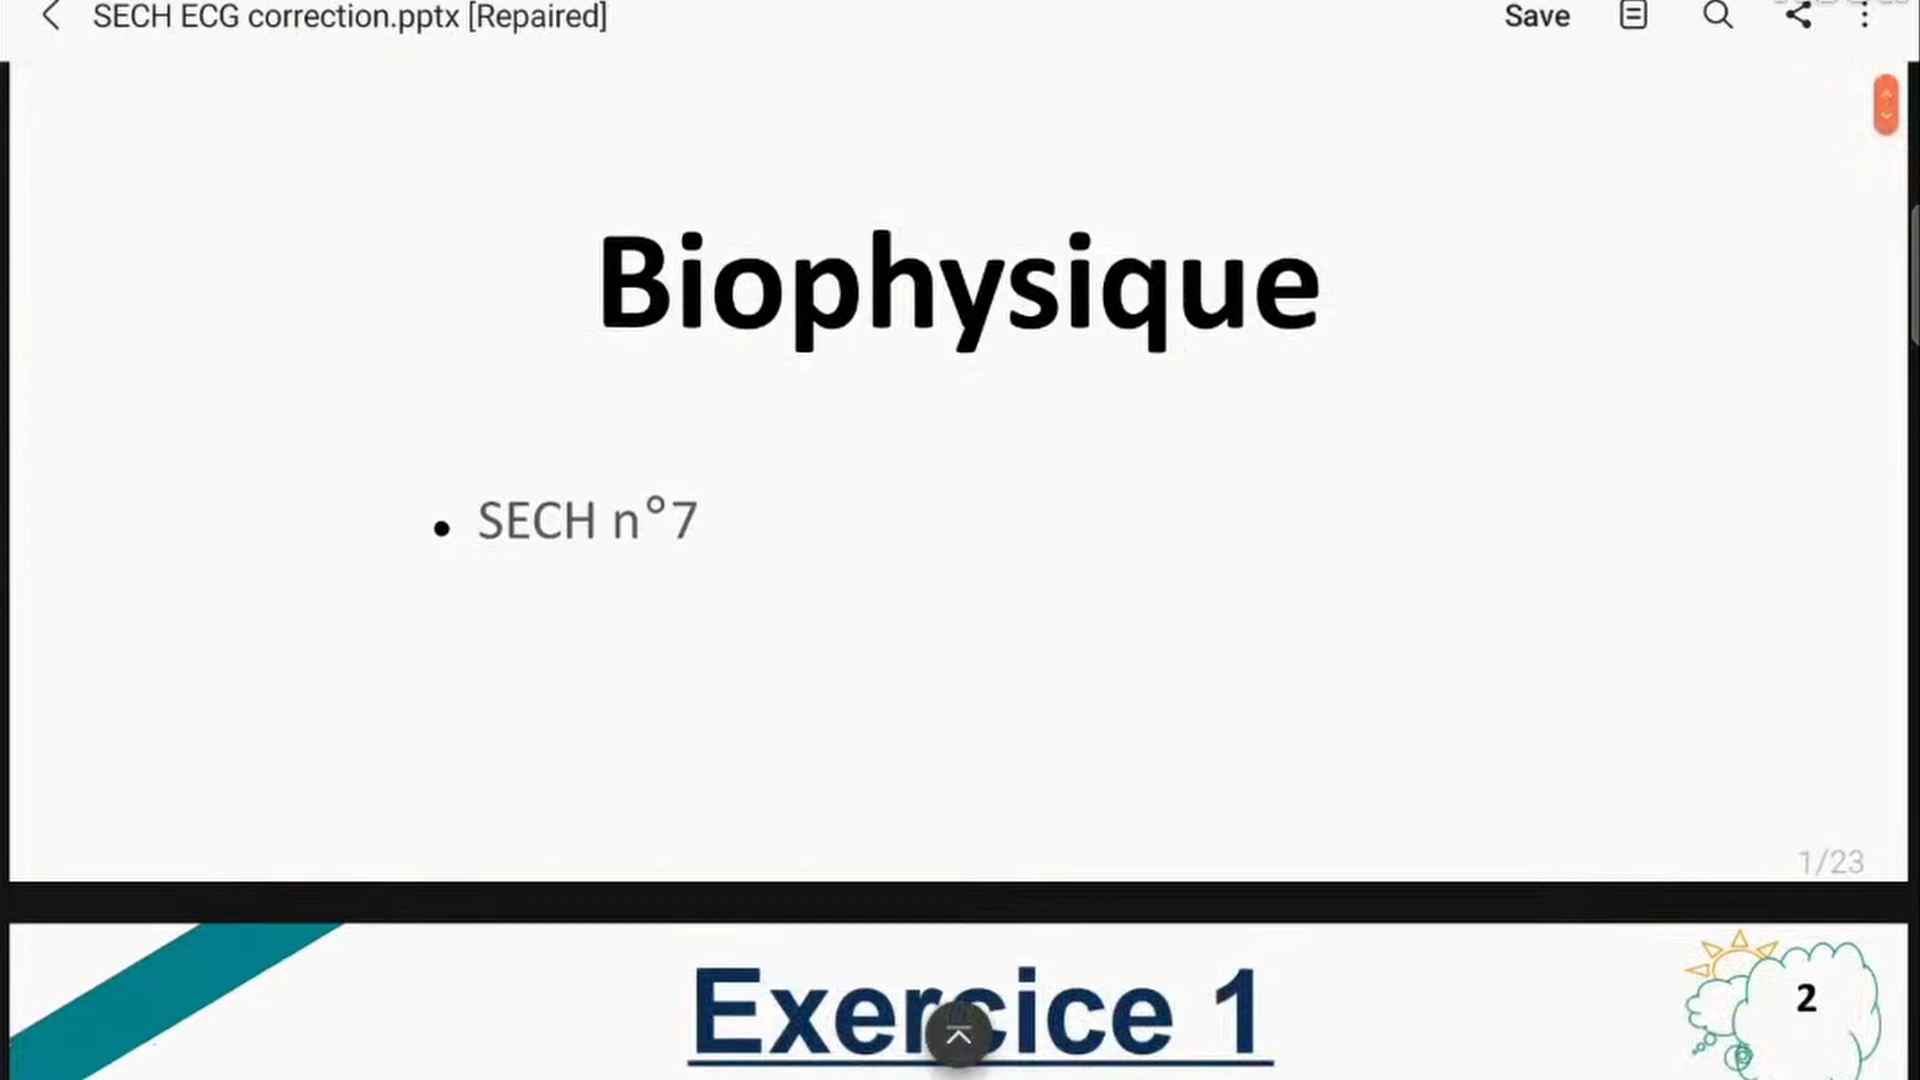 SECH ECG correction.pptx [Repaired]
Save
Biophysique
• SECH n°7
1/23
Exercice 1
2